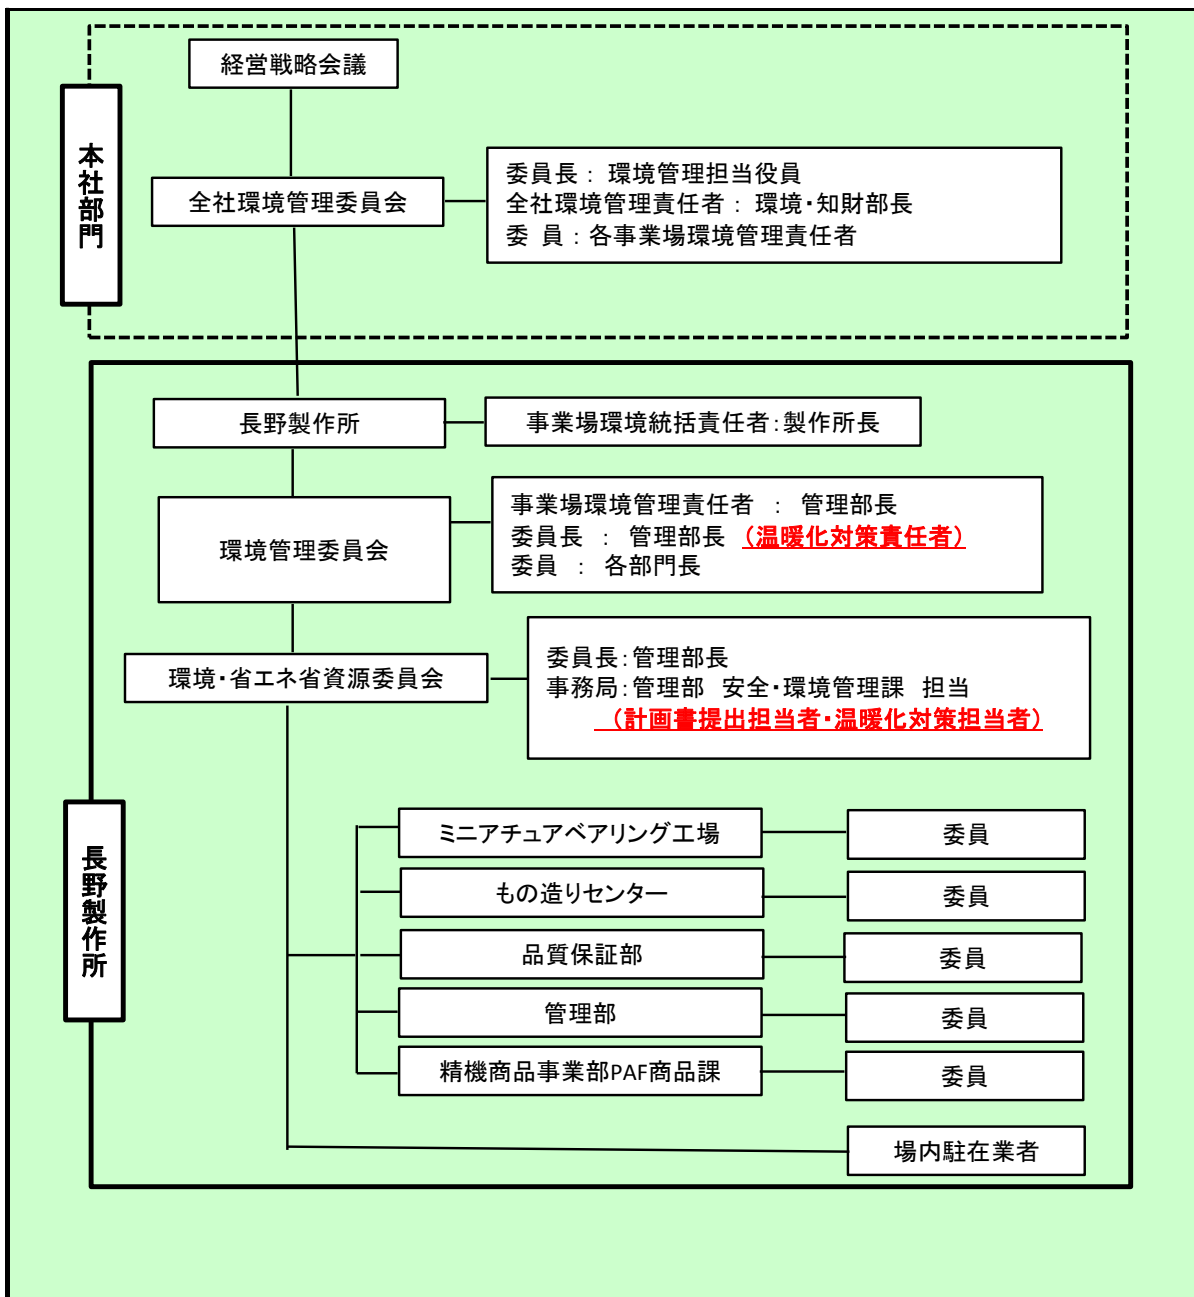 経営戦略会議
本社部門
全社環境管理委員会
委員長： 環境管理担当役員
全社環境管理責任者： 環境・知財部長
委 員：各事業場環境管理責任者
長野製作所
事業場環境統括責任者：製作所長
環境管理委員会
事業場環境管理責任者 ： 管理部長
委員長 ： 管理部長 （温暖化対策責任者）
委員 ： 各部門長
環境・省エネ省資源委員会
委員長：管理部長
事務局：管理部 安全・環境管理課 担当
（計画書提出担当者・温暖化対策担当者）
長野製作所
ミニアチュアベアリング工場
委員
もの造りセンター
委員
品質保証部
委員
管理部
委員
精機商品事業部PAF商品課
委員
場内駐在業者